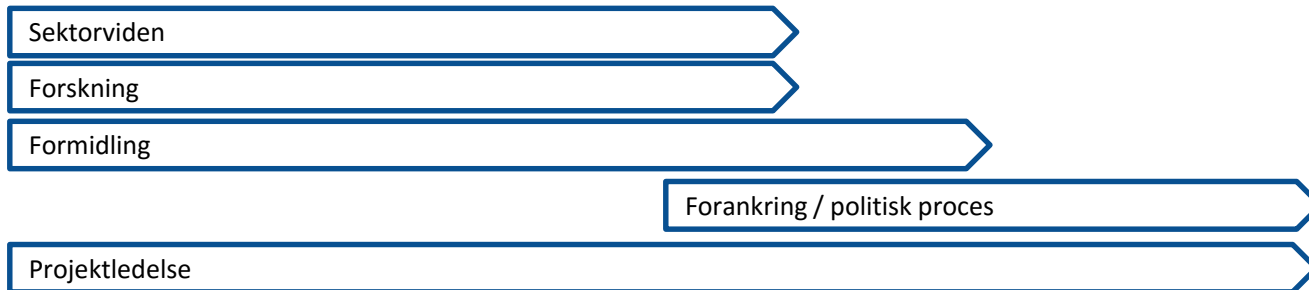 Sektorviden
Forskning
Formidling
Forankring / politisk proces
Projektledelse